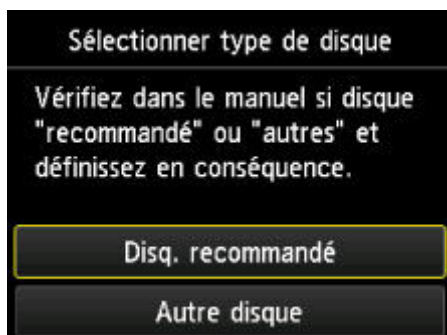 Sélectionner type de disque
Vérifiez dans le manuel si disque
"recommandé" ou "autres" et
définissez en conséquence.
Disq. recommandé
Autre disque